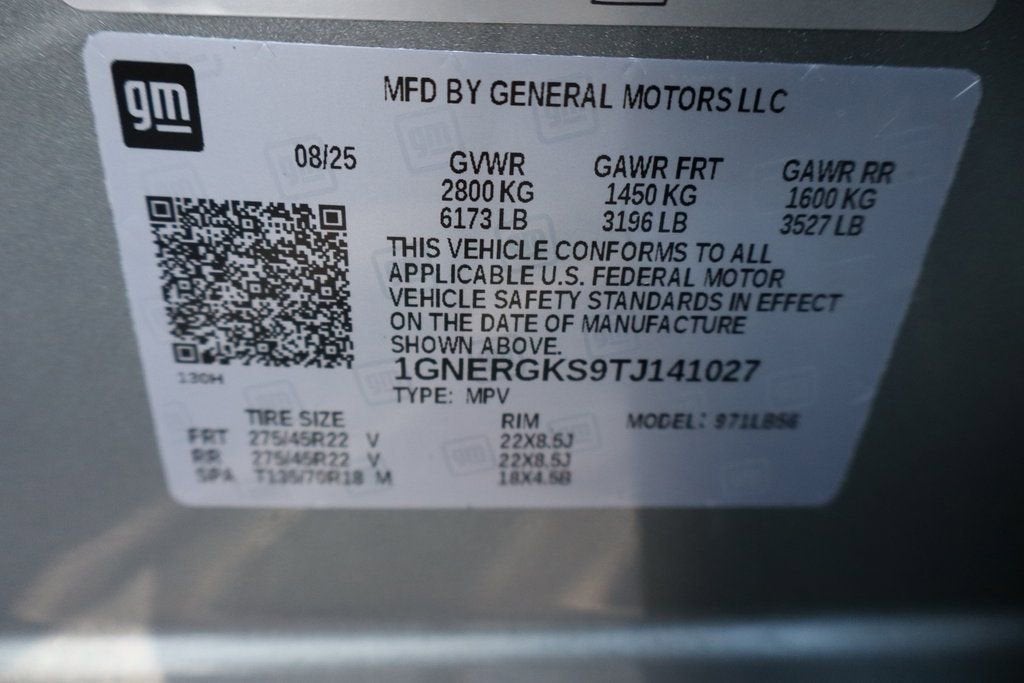 gm
MFD BY GENERAL MOTORS LLC
08/25 GVWR GAWR FRT GAWR RR
2800 KG 1450 KG 1600 KG
6173 LB 3196 LB 3527 LB
THIS VEHICLE CONFORMS TO ALL
APPLICABLE U.S. FEDERAL MOTOR
VEHICLE SAFETY STANDARDS IN EFFECT
ON THE DATE OF MANUFACTURE
SHOWN ABOVE.
130H
1GNERGKS9TJ141027
TYPE: MPV
TIRE SIZE RIM MODEL: 971LB56
FRT 275/45R22 V 22X8.5J
RR 275/45R22 V 22X8.5J
SPA T135/70R18 M 18X4.5B